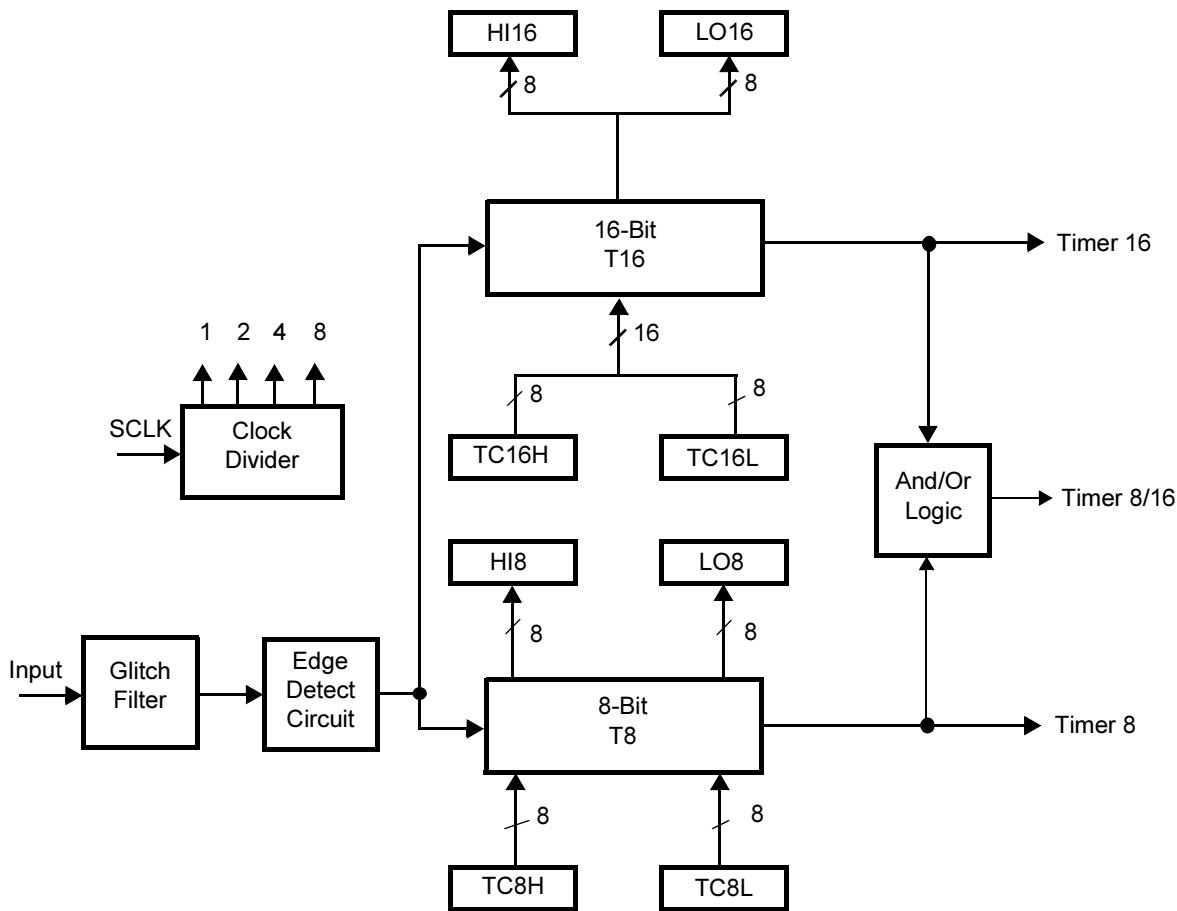 HI16
LO16
8
8
16-Bit
T16
Timer 16
1 2 4 8
16
8
8
SCLK
Clock
Divider
TC16H
TC16L
And/Or
Logic
Timer 8/16
HI8
LO8
8
8
Input
Glitch
Filter
Edge
Detect
Circuit
8-Bit
T8
Timer 8
8
8
TC8H
TC8L